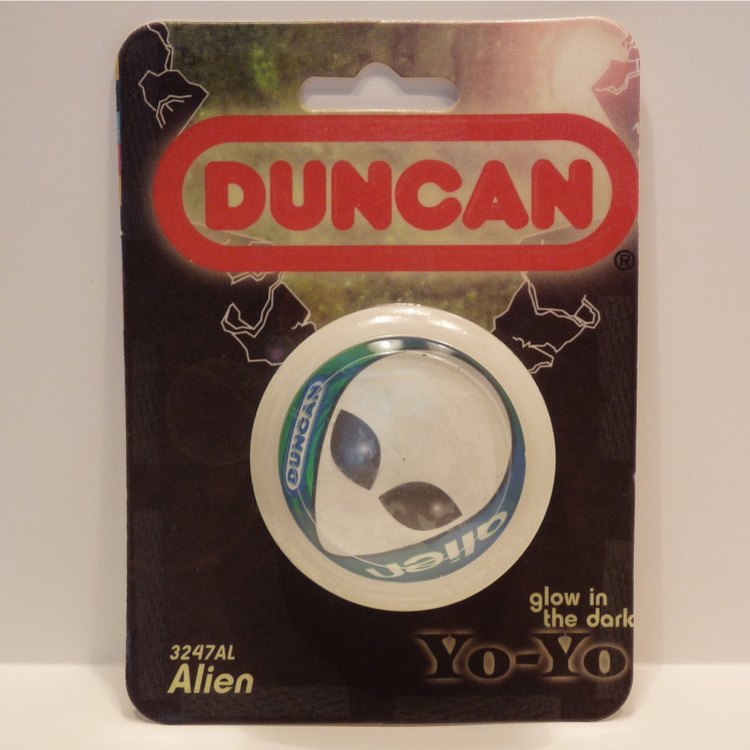 DUNCAN
®
DUNCAN
alien
glow in
the dark
Yo-Yo
3247AL
Alien